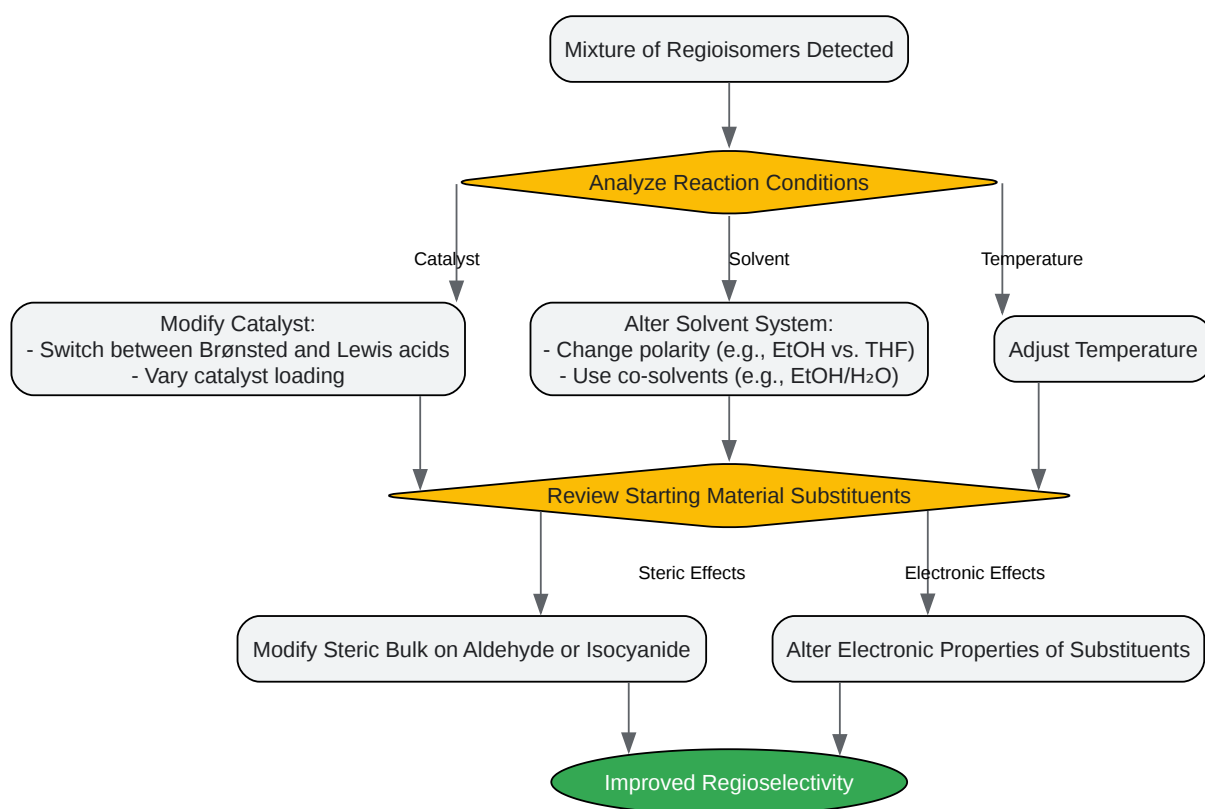 Mixture of Regioisomers Detected
Analyze Reaction Conditions
Catalyst
Solvent
Temperature
Modify Catalyst:
- Switch between Brønsted and Lewis acids
- Vary catalyst loading
Alter Solvent System:
- Change polarity (e.g., EtOH vs. THF)
- Use co-solvents (e.g., EtOH/H₂O)
Adjust Temperature
Review Starting Material Substituents
Steric Effects
Electronic Effects
Modify Steric Bulk on Aldehyde or Isocyanide
Alter Electronic Properties of Substituents
Improved Regioselectivity